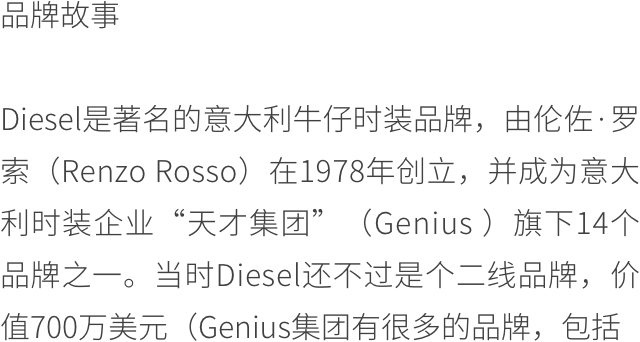 品牌故事
Diesel是著名的意大利牛仔时装品牌，由伦佐·罗
索（Renzo Rosso）在1978年创立，并成为意大
利时装企业“天才集团”（Genius ）旗下14个
品牌之一。当时Diesel还不过是个二线品牌，价
值700万美元（Genius集团有很多的品牌，包括